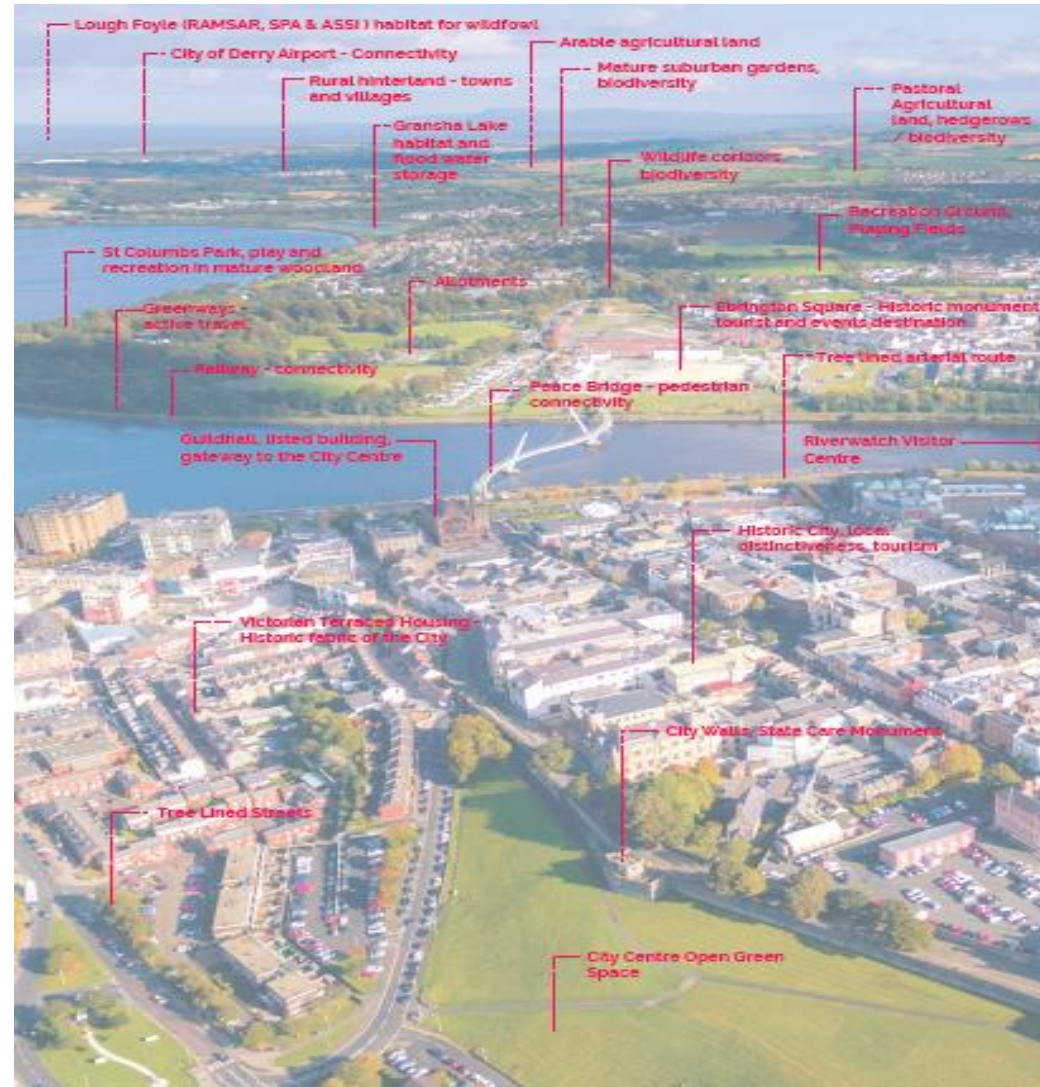 Lough Foyle (RAMSAR, SPA & ASSI ) habitat for wildfowl
City of Derry Airport - Connectivity
Arable agricultural land
Rural hinterland - towns
and villages
Mature suburban gardens,
biodiversity
Pastoral
Agricultural
land, hedgerows
/ biodiversity
Gransha Lake
habitat and
flood water
storage
Wildlife coridors
biodiversity
Recreation Ground,
Playing Fields
St Columbs Park, play and
recreation in mature woodland
Allotments
Greenways -
active travel
Ebrington Square - Historic monument
tourist and events destination
Railway - connectivity
Tree lined arterial route
Peace Bridge - pedestrian
connectivity
Guildhall, listed building,
gateway to the City Centre
Riverwatch Visitor
Centre
Historic City, local
distinctiveness, tourism
Victorian Terraced Housing -
Historic fabric of the City
City Walls, State Care Monument
Tree Lined Streets
City Centre Open Green
Space